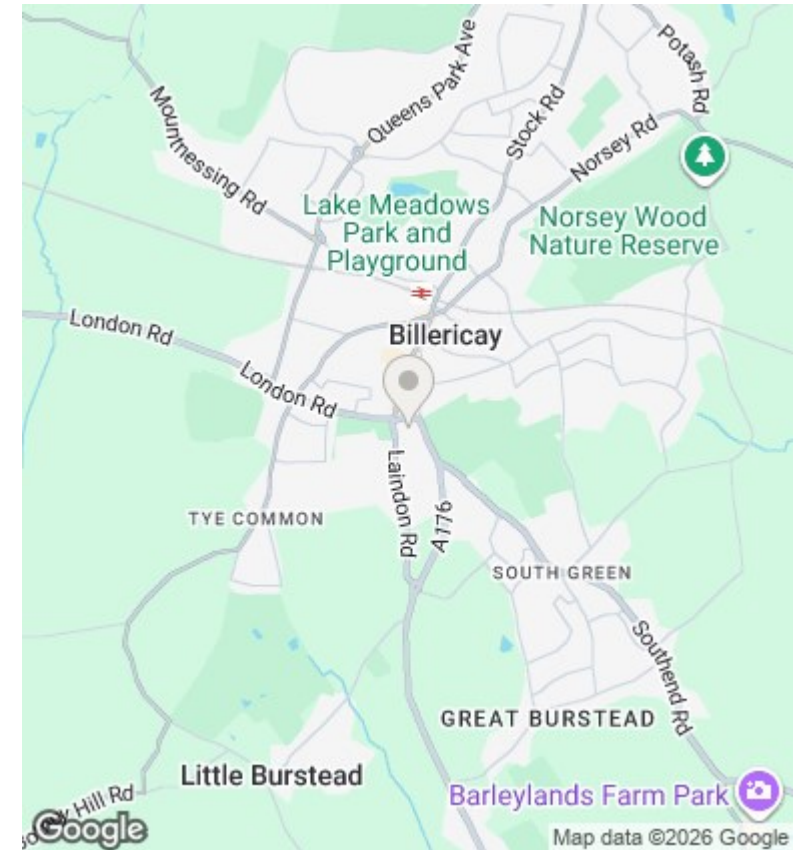 Queens Park Ave
Potash Rd
Mountnessing Rd
Stock Rd
Norsey Rd
Lake Meadows
Park and
Playground
Norsey Wood
Nature Reserve
London Rd
Billericay
London Rd
Laindon Rd
A176
TYE COMMON
SOUTH GREEN
Southend Rd
GREAT BURSTEAD
Little Burstead
Barleylands Farm Park
Hill Rd
Google
Map data ©2026 Google